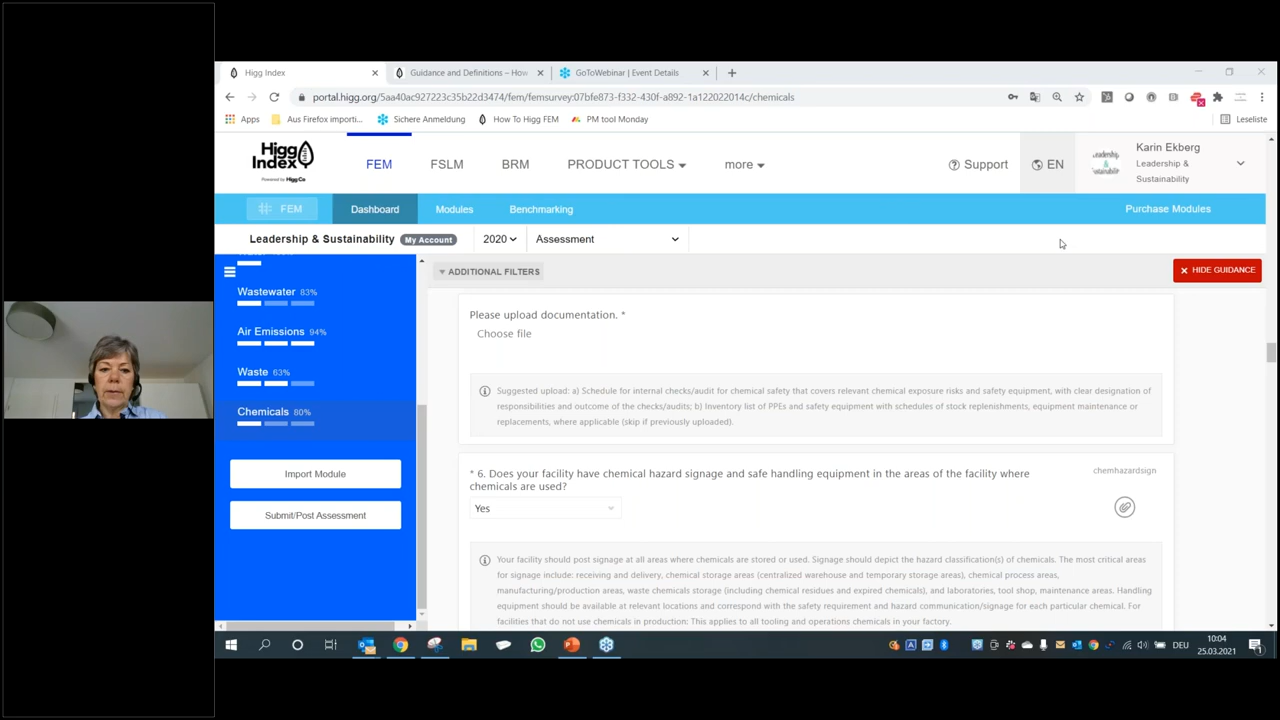 Higg Index
Guidance and Definitions – How
GoToWebinar | Event Details
portal.higg.org/5aa40ac927223c35b22d3474/fem/femsurvey:07bfe873-f332-430f-a892-1a122022014c/chemicals
Apps
Aus Firefox importi...
Sichere Anmeldung
How To Higg FEM
PM tool Monday
Leseliste
Higg
Index
Powered by Higg Co
FEM
FSLM
BRM
PRODUCT TOOLS
more
Support
EN
Leadership
&
Sustainability
Karin Ekberg
Leadership &
Sustainability
FEM
Dashboard
Modules
Benchmarking
Purchase Modules
Leadership & Sustainability
My Account
2020
Assessment
Wastewater 83%
Air Emissions 94%
Waste 63%
Chemicals 80%
Import Module
Submit/Post Assessment
ADDITIONAL FILTERS
HIDE GUIDANCE
Please upload documentation. *
Choose file
Suggested upload: a) Schedule for internal checks/audit for chemical safety that covers relevant chemical exposure risks and safety equipment, with clear designation of
responsibilities and outcome of the checks/audits; b) Inventory list of PPEs and safety equipment with schedules of stock replenishments, equipment maintenance or
replacements, where applicable (skip if previously uploaded).
* 6. Does your facility have chemical hazard signage and safe handling equipment in the areas of the facility where
chemicals are used?
chemhazardsign
Yes
Your facility should post signage at all areas where chemicals are stored or used. Signage should depict the hazard classification(s) of chemicals. The most critical areas
for signage include: receiving and delivery, chemical storage areas (centralized warehouse and temporary storage areas), chemical process areas,
manufacturing/production areas, waste chemicals storage (including chemical residues and expired chemicals), and laboratories, tool shop, maintenance areas. Handling
equipment should be available at relevant locations and correspond with the safety requirement and hazard communication/signage for each particular chemical. For
facilities that do not use chemicals in production: This applies to all tooling and operations chemicals in your factory.
DEU
10:04
25.03.2021